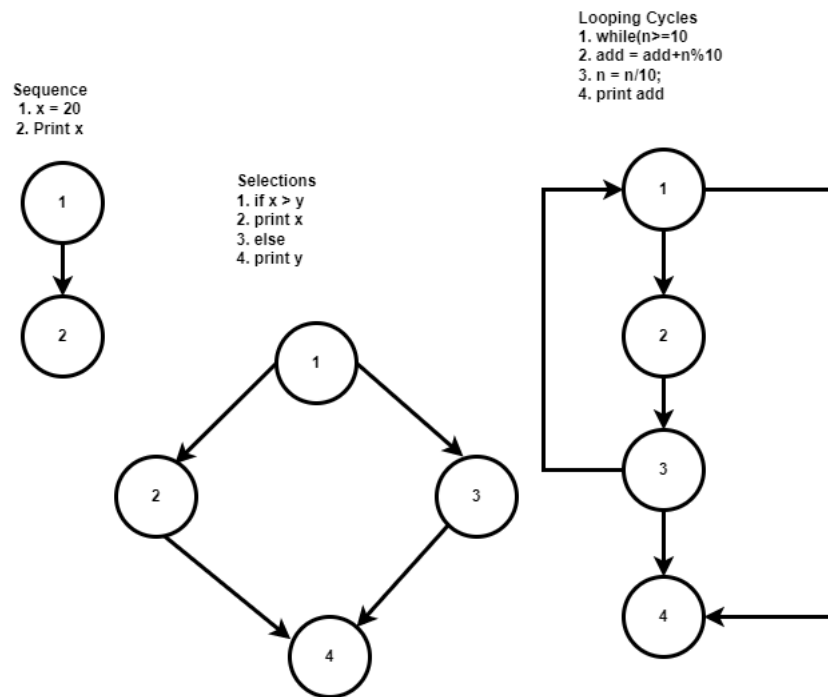 Sequence
1. x = 20
2. Print x
1
2
Selections
1. if x > y
2. print x
3. else
4. print y
1
2
3
4
Looping Cycles
1. while(n>=10
2. add = add+n%10
3. n = n/10;
4. print add
1
2
3
4